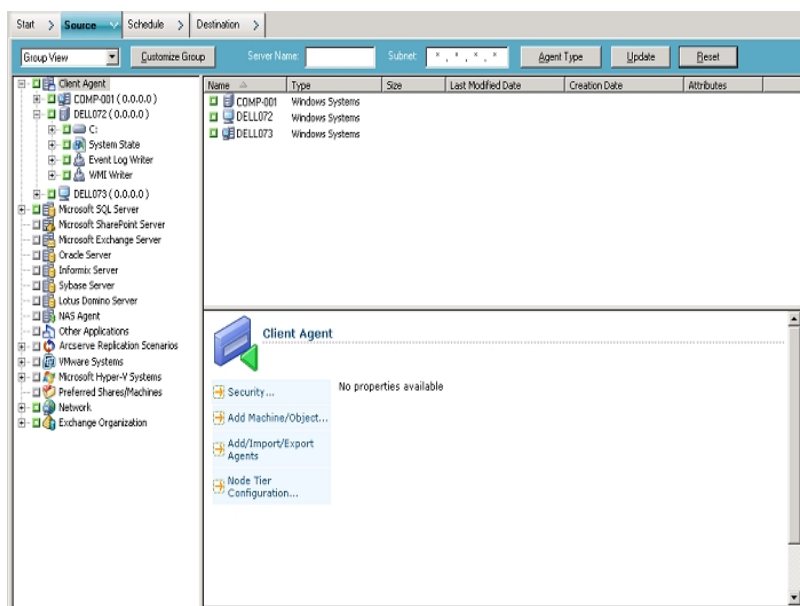 Start > Source Schedule > Destination >
Group View Customize Group Server Name: Subnet: *.*.*.* Agent Type Update Reset
Client Agent
COMP-001 ( 0.0.0.0 )
DELL072 ( 0.0.0.0 )
C:
System State
Event Log Writer
WMI Writer
DELL073 ( 0.0.0.0 )
Microsoft SQL Server
Microsoft SharePoint Server
Microsoft Exchange Server
Oracle Server
Informix Server
Sybase Server
Lotus Domino Server
NAS Agent
Other Applications
Arcserve Replication Scenarios
VMware Systems
Microsoft Hyper-V Systems
Preferred Shares/Machines
Network
Exchange Organization
Name Type Size Last Modified Date Creation Date Attributes
COMP-001 Windows Systems
DELL072 Windows Systems
DELL073 Windows Systems
Client Agent
Security...
Add Machine/Object...
Add/Import/Export
Agents
Node Tier
Configuration...
No properties available